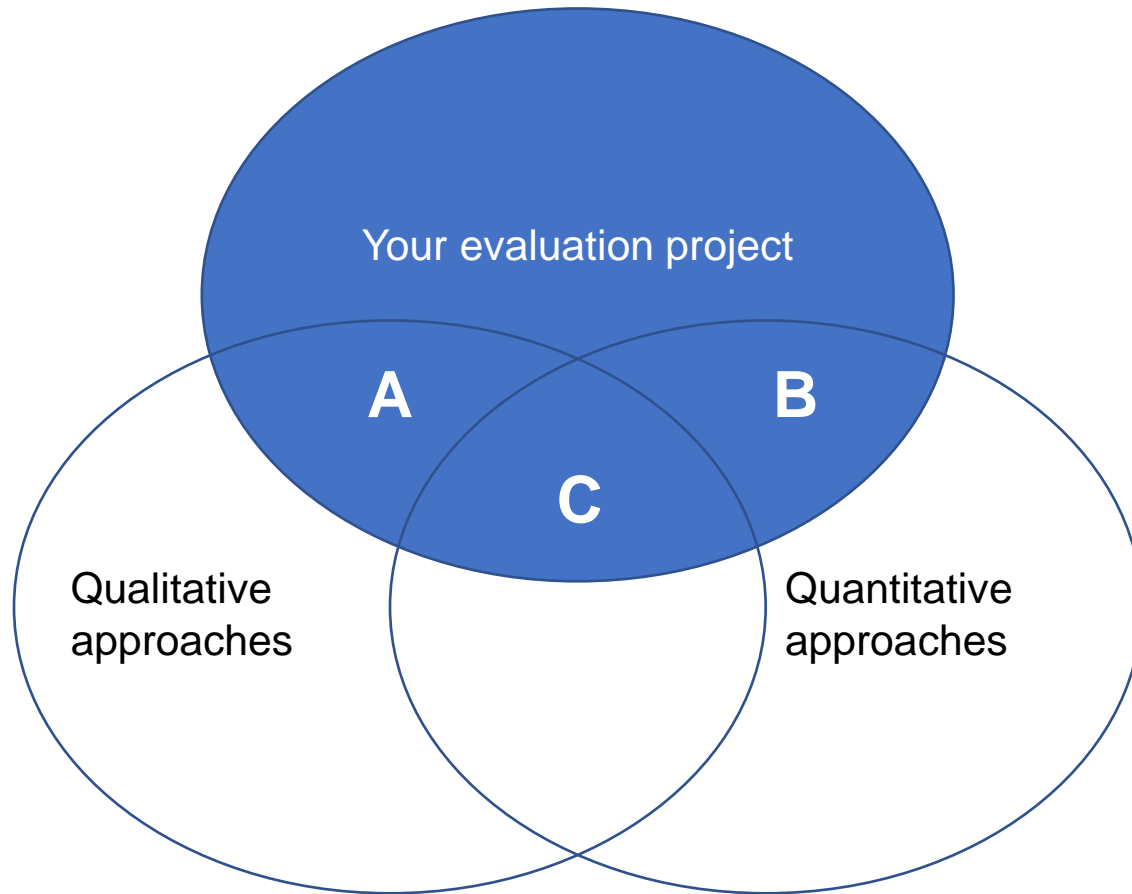 Your evaluation project
A
B
C
Qualitative
approaches
Quantitative
approaches